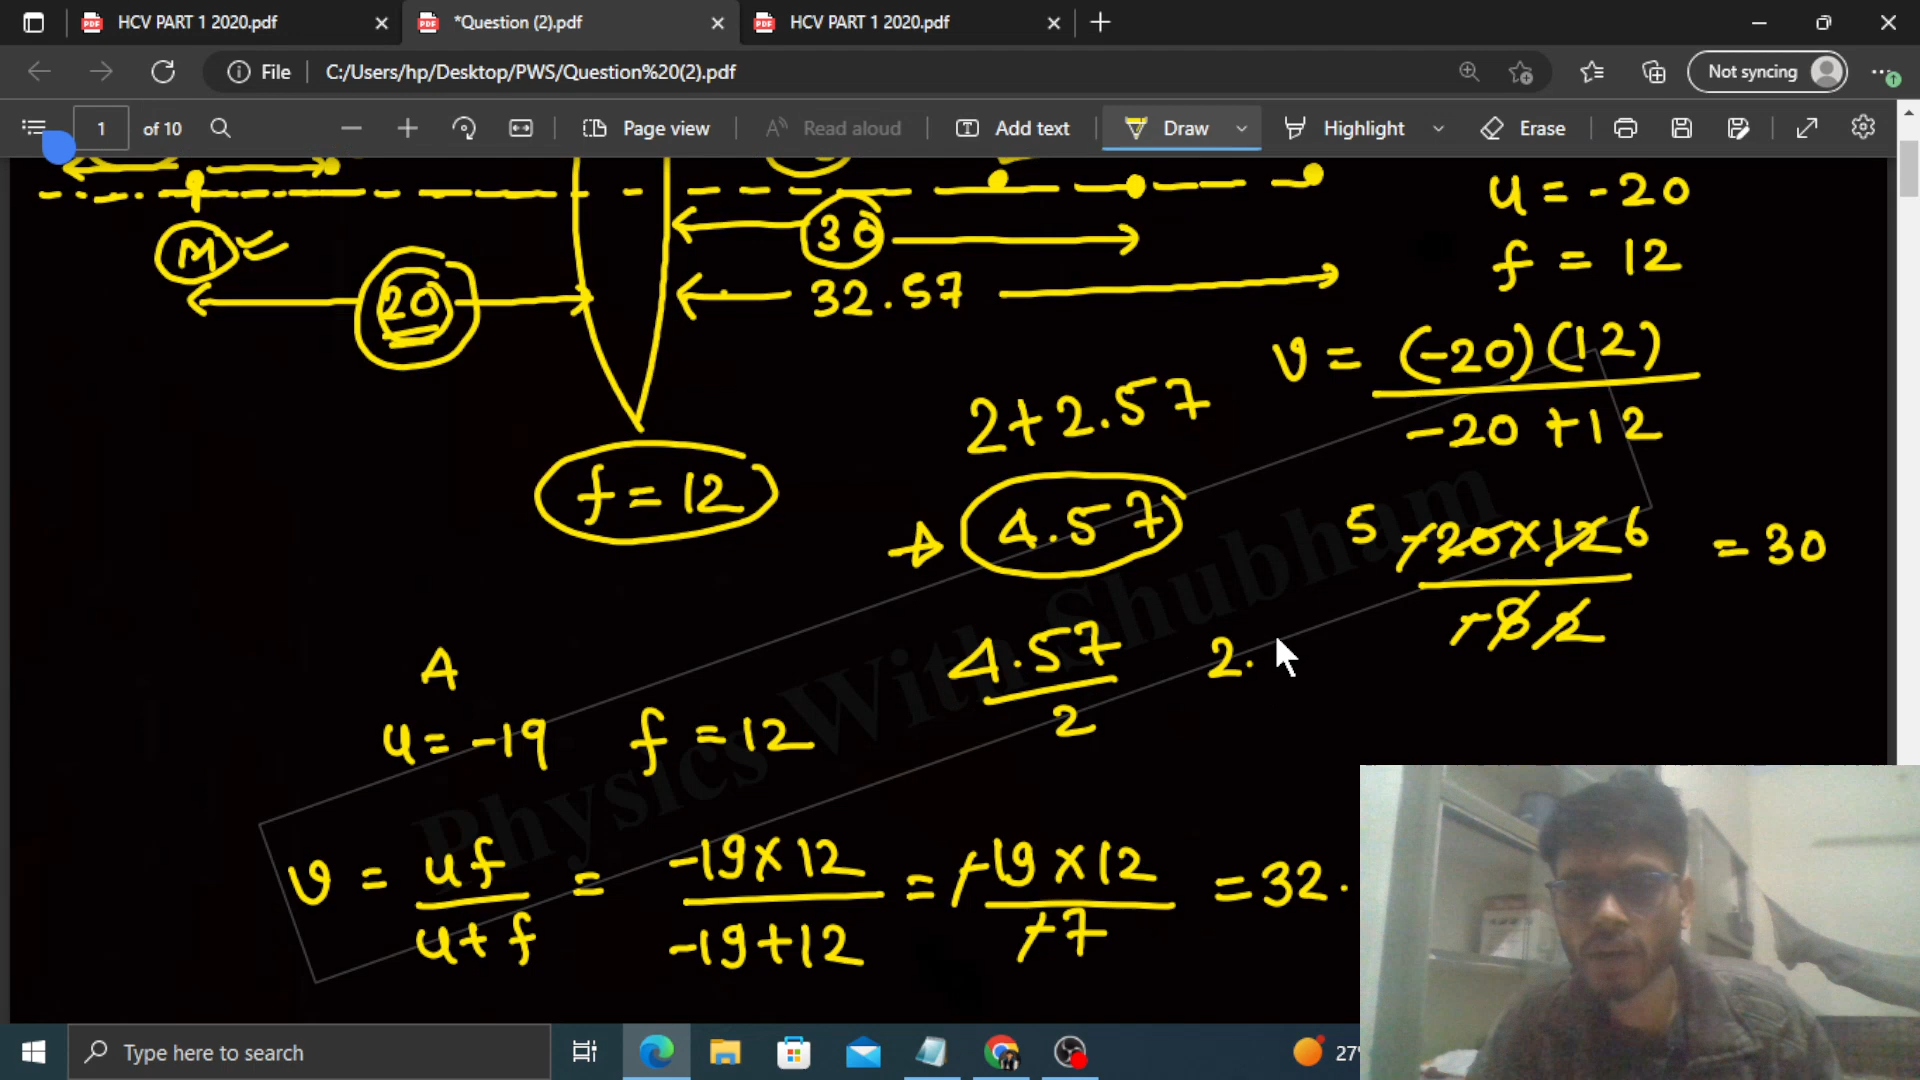 HCV PART 1 2020.pdf
*Question (2).pdf
HCV PART 1 2020.pdf
File
C:/Users/hp/Desktop/PWS/Question%20(2).pdf
Not syncing
1 of 10
Page view
Read aloud
Add text
Draw
Highlight
Erase
M
20
30
32.57
f = 12
u = -20
f = 12
v = (-20)(12)
-20 + 12
2 + 2.57
4.57
5 -20 x 12 6 = 30
-8 2
4.57
2
2.
A
u = -19 f = 12
v = uf = -19 x 12 = -19 x 12 = 32.
u + f -19 + 12 -7
Physics With Shubham
Type here to search
27°